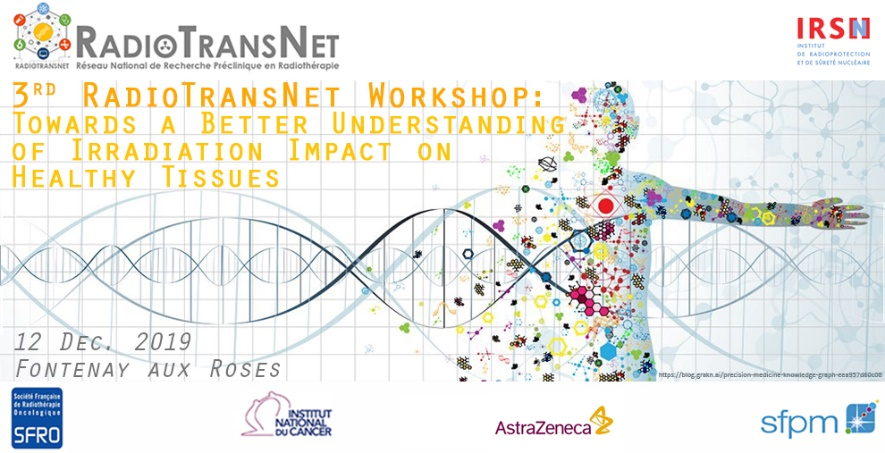 RADIOTRANSNET
RADIOTRANSNET
Réseau National de Recherche Préclinique en Radiothérapie
IRSN
INSTITUT
DE RADIOPROTECTION
ET DE SÛRETÉ NUCLÉAIRE
3RD RADIOTRANSNET WORKSHOP:
TOWARDS A BETTER UNDERSTANDING
OF IRRADIATION IMPACT ON
HEALTHY TISSUES
12 DEC. 2019
FONTENAY AUX ROSES
Société Française
de Radiothérapie
Oncologique
SFRO
INSTITUT
NATIONAL
DU CANCER
AstraZeneca
sfpm